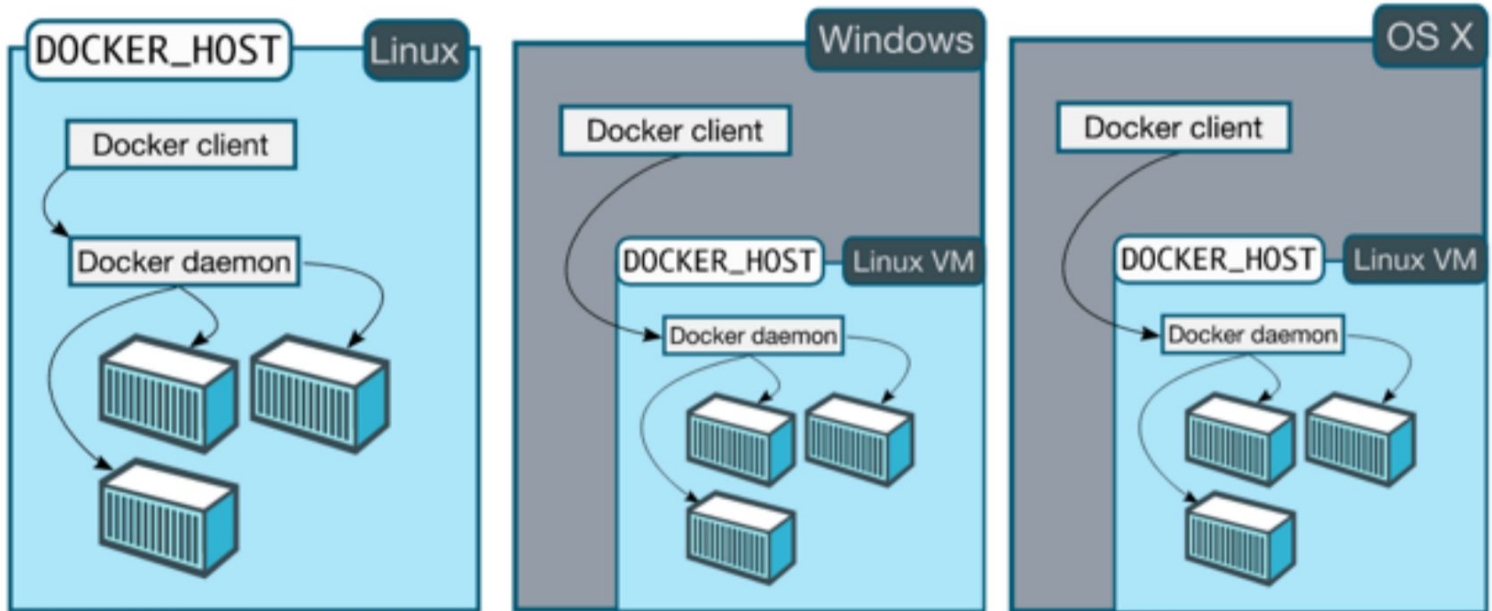 DOCKER_HOST
Linux
Docker client
Docker daemon
Windows
Docker client
DOCKER_HOST
Linux VM
Docker daemon
OS X
Docker client
DOCKER_HOST
Linux VM
Docker daemon